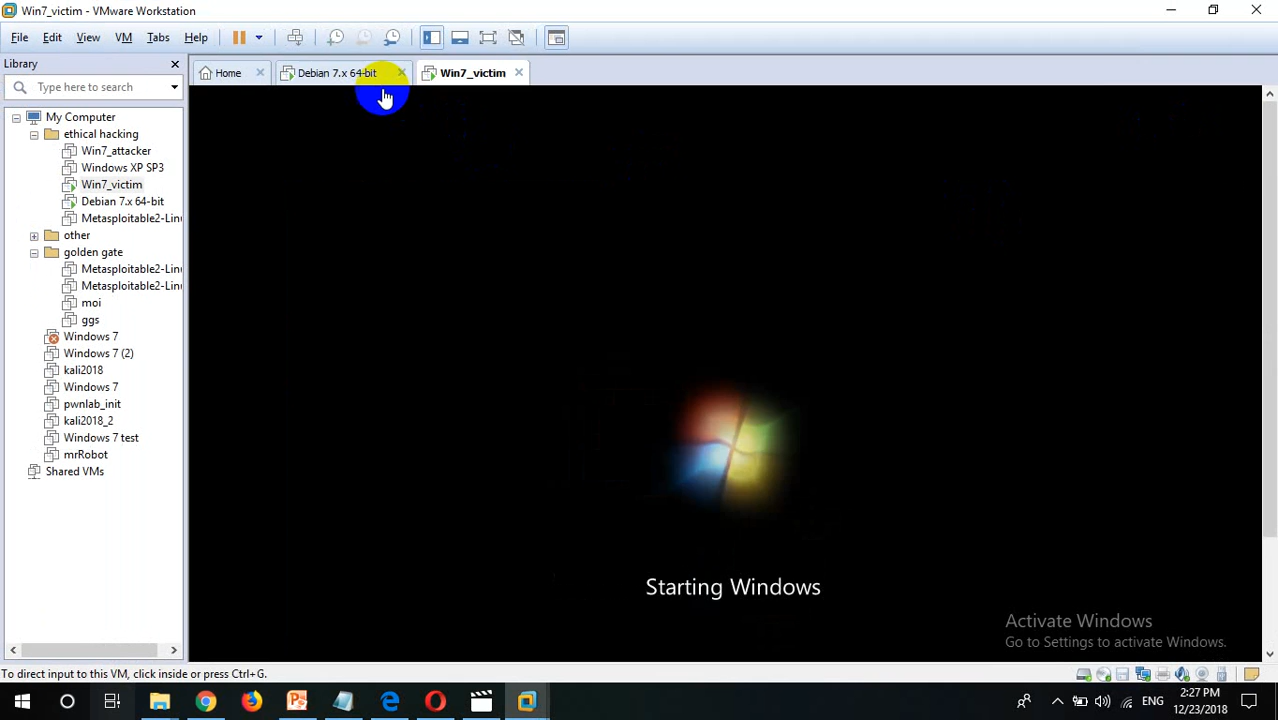 Win7_victim - VMware Workstation
File Edit View VM Tabs Help
Library
Type here to search
Home
Debian 7.x 64-bit
Win7_victim
My Computer
ethical hacking
Win7_attacker
Windows XP SP3
Win7_victim
Debian 7.x 64-bit
Metasploitable2-Linu
other
golden gate
Metasploitable2-Linu
Metasploitable2-Linu
moi
ggs
Windows 7
Windows 7 (2)
kali2018
Windows 7
pwnlab_init
kali2018_2
Windows 7 test
mrRobot
Shared VMs
Starting Windows
Activate Windows
Go to Settings to activate Windows.
To direct input to this VM, click inside or press Ctrl+G.
ENG
2:27 PM
12/23/2018